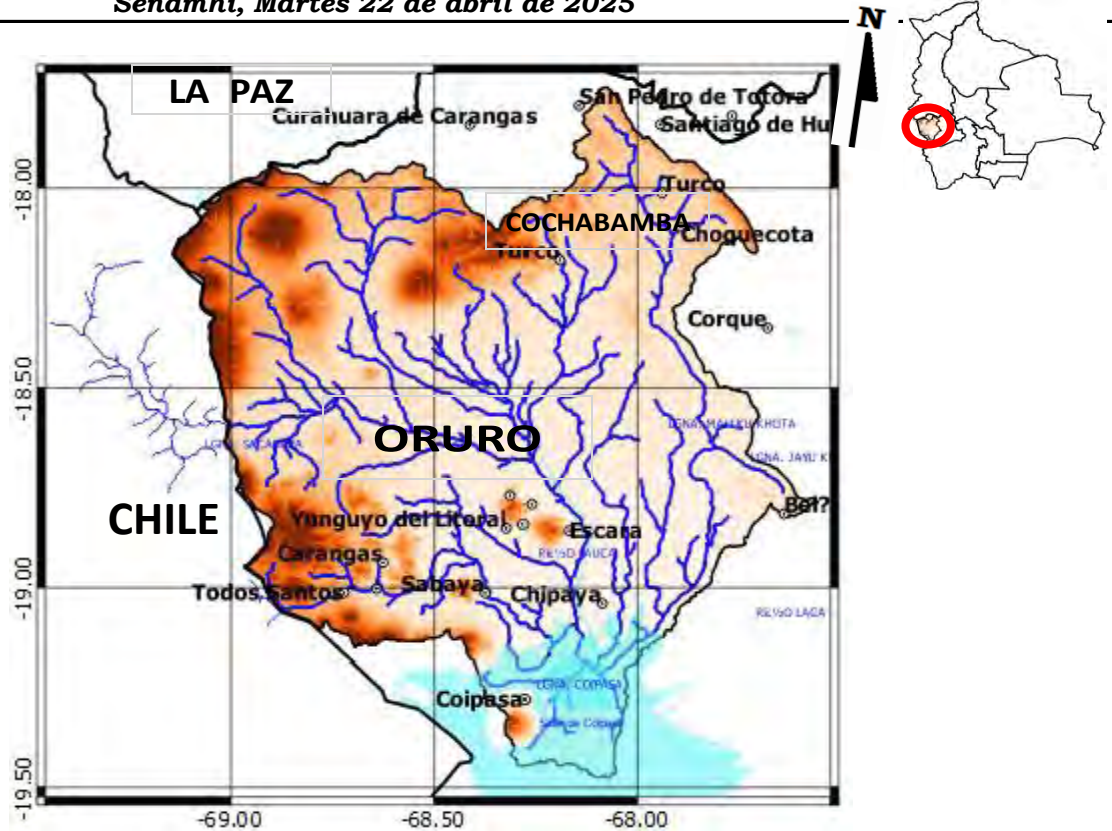 Senamhi, Martes 22 de abril de 2025
N
LA PAZ
San Pedro de Totora
Curahuara de Carangas
Santiago de Hu
-18.00
Turco
COCHABAMBA
Choquecota
Turco
Corque
-18.50
LGNA. MALLKU KHOTA
ORURO
LGNA. JAYU K
CHILE
Bel?
Yunguyo del Litoral
Escara
Carangas
-19.00
Todos Santos
Sabaya
Chipaya
LGNA. COIPASA
Coipasa
-19.50
-69.00
-68.50
-68.00